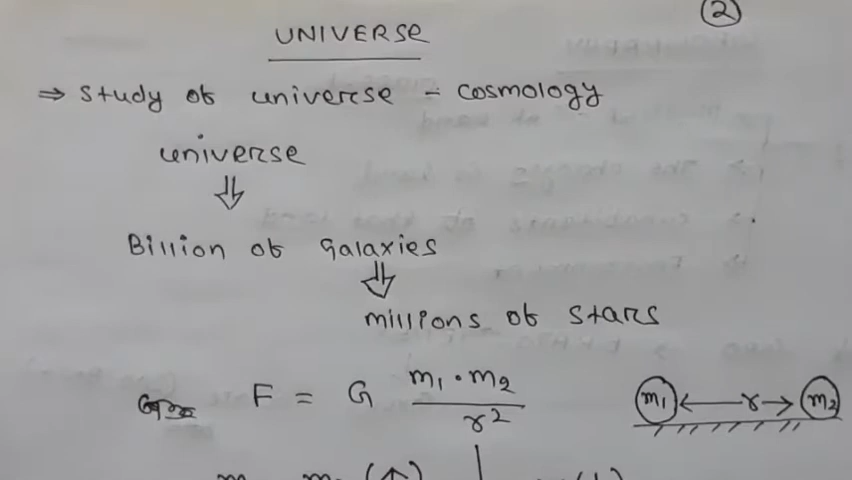 ②
UNIVERSE
⇒ Study of universe - cosmology
universe
⇓
Billion of galaxies
⇓
millions of stars
F = G m₁·m₂ / r²
m₁ ← r → m₂
(↑)